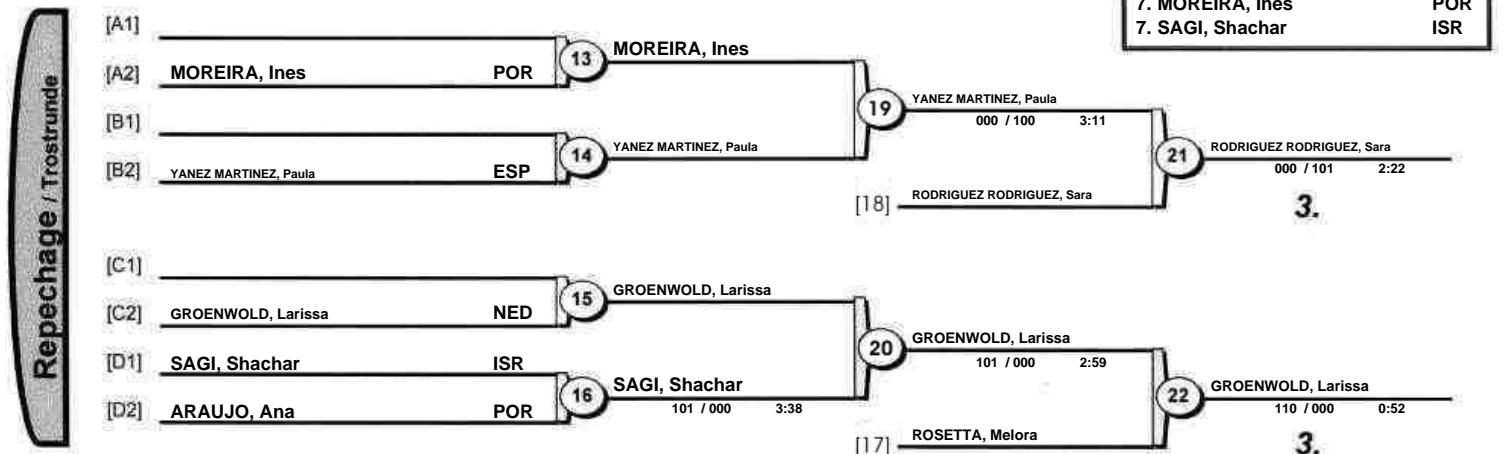 7. MOREIRA, Ines POR
7. SAGI, Shachar ISR
Repechage / Trostrunde
[A1]
[A2] MOREIRA, Ines POR
13 MOREIRA, Ines
[B1]
[B2] YANEZ MARTINEZ, Paula ESP
14 YANEZ MARTINEZ, Paula
19 YANEZ MARTINEZ, Paula
000 / 100 3:11
[18] RODRIGUEZ RODRIGUEZ, Sara
21 RODRIGUEZ RODRIGUEZ, Sara
000 / 101 2:22
3.
[C1]
[C2] GROENWOLD, Larissa NED
15 GROENWOLD, Larissa
[D1] SAGI, Shachar ISR
[D2] ARAUJO, Ana POR
16 SAGI, Shachar
101 / 000 3:38
20 GROENWOLD, Larissa
101 / 000 2:59
[17] ROSETTA, Melora
22 GROENWOLD, Larissa
110 / 000 0:52
3.